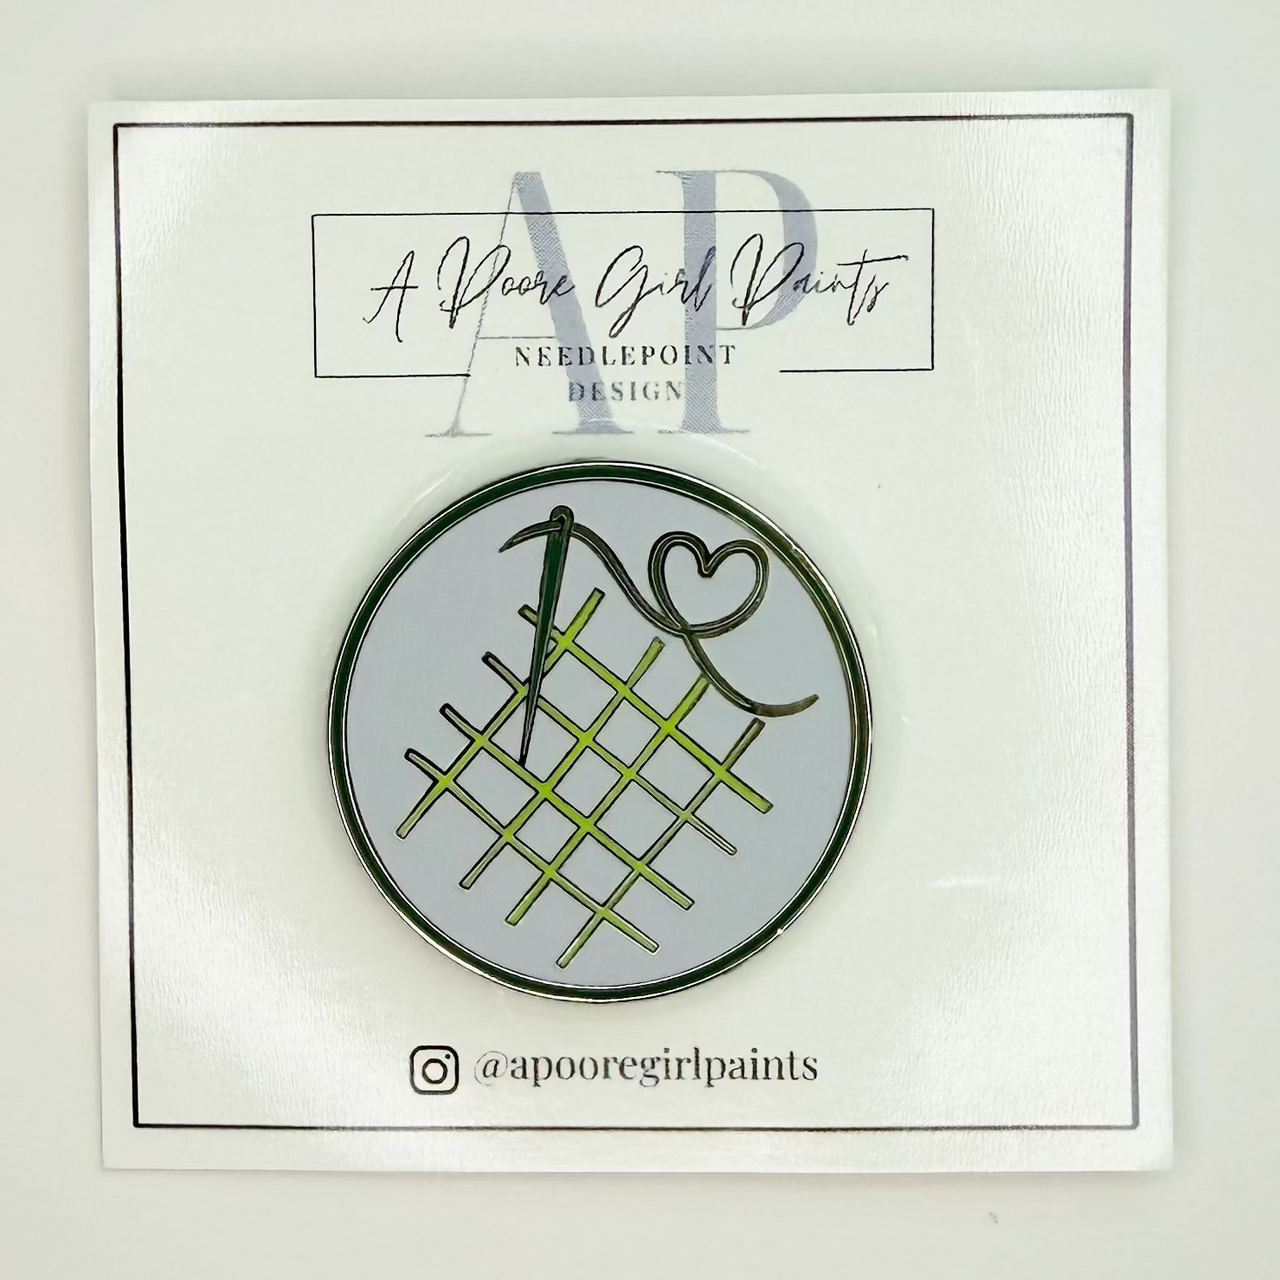 AP
A Poore Girl Paints
NEEDLEPOINT
DESIGN
@apooregirlpaints